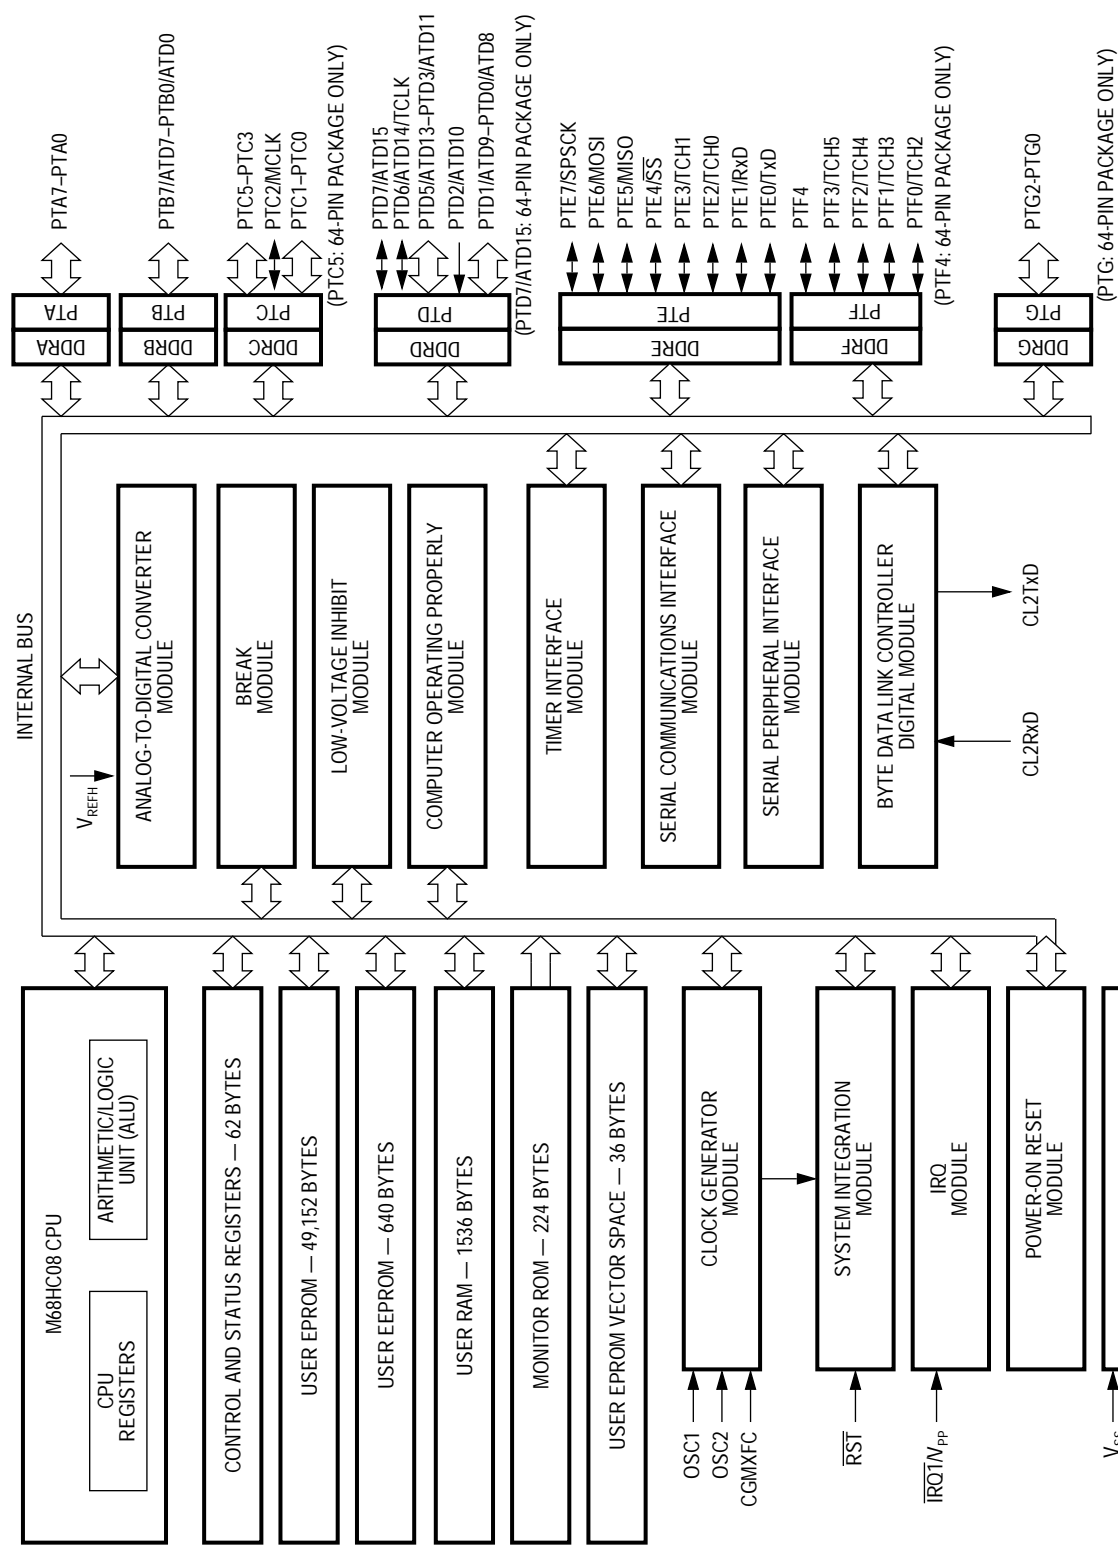 M68HC08 CPU
CPU
REGISTERS
ARITHMETIC/LOGIC
UNIT (ALU)
CONTROL AND STATUS REGISTERS — 62 BYTES
USER EPROM — 49,152 BYTES
USER EEPROM — 640 BYTES
USER RAM — 1536 BYTES
MONITOR ROM — 224 BYTES
USER EPROM VECTOR SPACE — 36 BYTES
OSC1
OSC2
CGMXFC
CLOCK GENERATOR
MODULE
RST
SYSTEM INTEGRATION
MODULE
IRQ1/VPP
IRQ
MODULE
POWER-ON RESET
MODULE
VSS
INTERNAL BUS
VREFH
ANALOG-TO-DIGITAL CONVERTER
MODULE
BREAK
MODULE
LOW-VOLTAGE INHIBIT
MODULE
COMPUTER OPERATING PROPERLY
MODULE
TIMER INTERFACE
MODULE
SERIAL COMMUNICATIONS INTERFACE
MODULE
SERIAL PERIPHERAL INTERFACE
MODULE
BYTE DATA LINK CONTROLLER
DIGITAL MODULE
CL2RxD
CL2TxD
DDRA
PTA
PTA7–PTA0
DDRB
PTB
PTB7/ATD7–PTB0/ATD0
DDRC
PTC
PTC5–PTC3
PTC2/MCLK
PTC1–PTC0
(PTC5: 64-PIN PACKAGE ONLY)
DDRD
PTD
PTD7/ATD15
PTD6/ATD14/TCLK
PTD5/ATD13–PTD3/ATD11
PTD2/ATD10
PTD1/ATD9–PTD0/ATD8
(PTD7/ATD15: 64-PIN PACKAGE ONLY)
DDRE
PTE
PTE7/SPSCK
PTE6/MOSI
PTE5/MISO
PTE4/SS
PTE3/TCH1
PTE2/TCH0
PTE1/RxD
PTE0/TxD
DDRF
PTF
PTF4
PTF3/TCH5
PTF2/TCH4
PTF1/TCH3
PTF0/TCH2
(PTF4: 64-PIN PACKAGE ONLY)
DDRG
PTG
PTG2-PTG0
(PTG: 64-PIN PACKAGE ONLY)